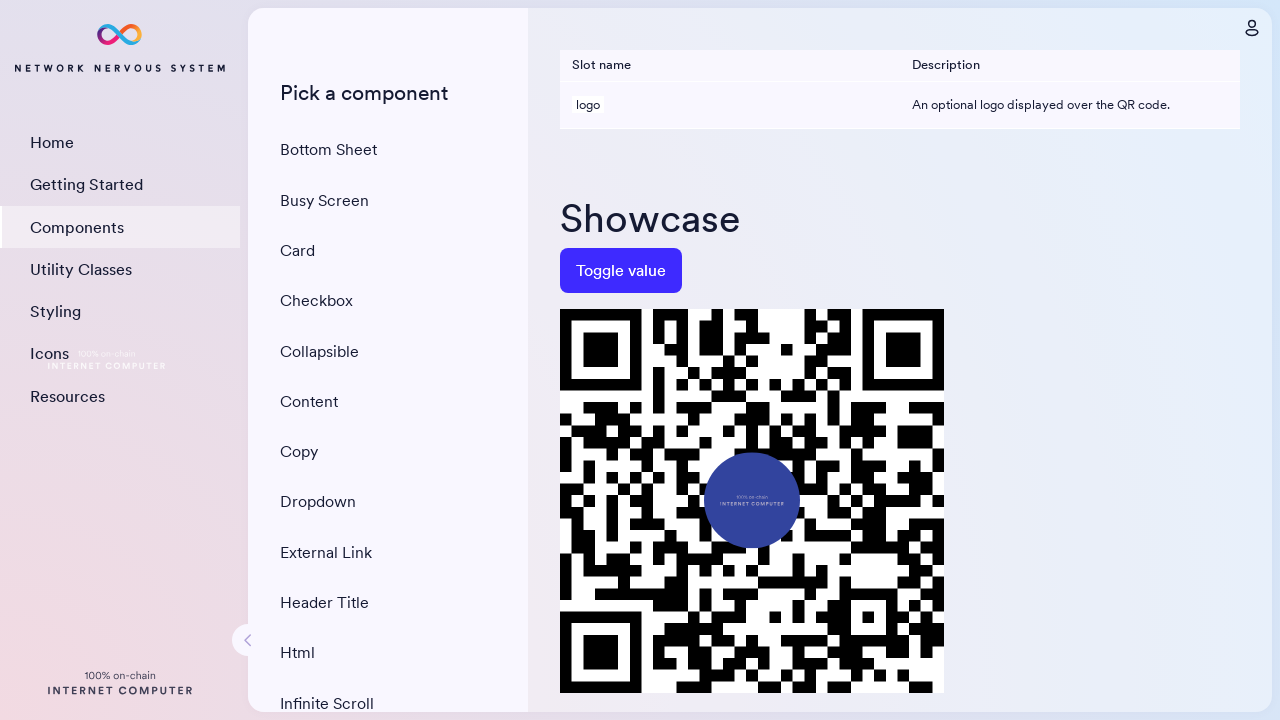 NETWORK NERVOUS SYSTEM
Home
Getting Started
Components
Utility Classes
Styling
Icons
100% on-chain
INTERNET COMPUTER
Resources
100% on-chain
INTERNET COMPUTER
Pick a component
Bottom Sheet
Busy Screen
Card
Checkbox
Collapsible
Content
Copy
Dropdown
External Link
Header Title
Html
Infinite Scroll
Slot name Description
logo An optional logo displayed over the QR code.
Showcase
Toggle value
100% on-chain
INTERNET COMPUTER